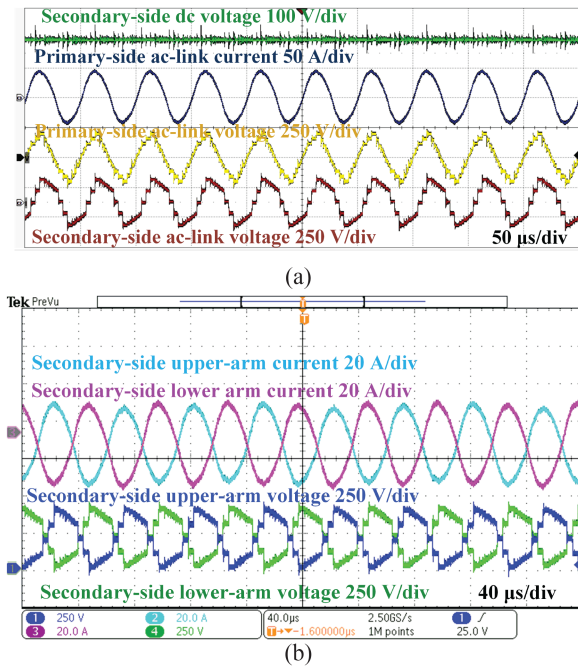 Secondary-side dc voltage 100 V/div
Primary-side ac-link current 50 A/div
Primary-side ac-link voltage 250 V/div
Secondary-side ac-link voltage 250 V/div
50 µs/div
(a)
Tek PreVu
T
T
Secondary-side upper-arm current 20 A/div
Secondary-side lower arm current 20 A/div
3
Secondary-side upper-arm voltage 250 V/div
1
Secondary-side lower-arm voltage 250 V/div
40 µs/div
1 250 V 2 20.0 A 40.0µs 2.50GS/s 1
3 20.0 A 4 250 V T→▼−1.600000µs 1M points 25.0 V
(b)